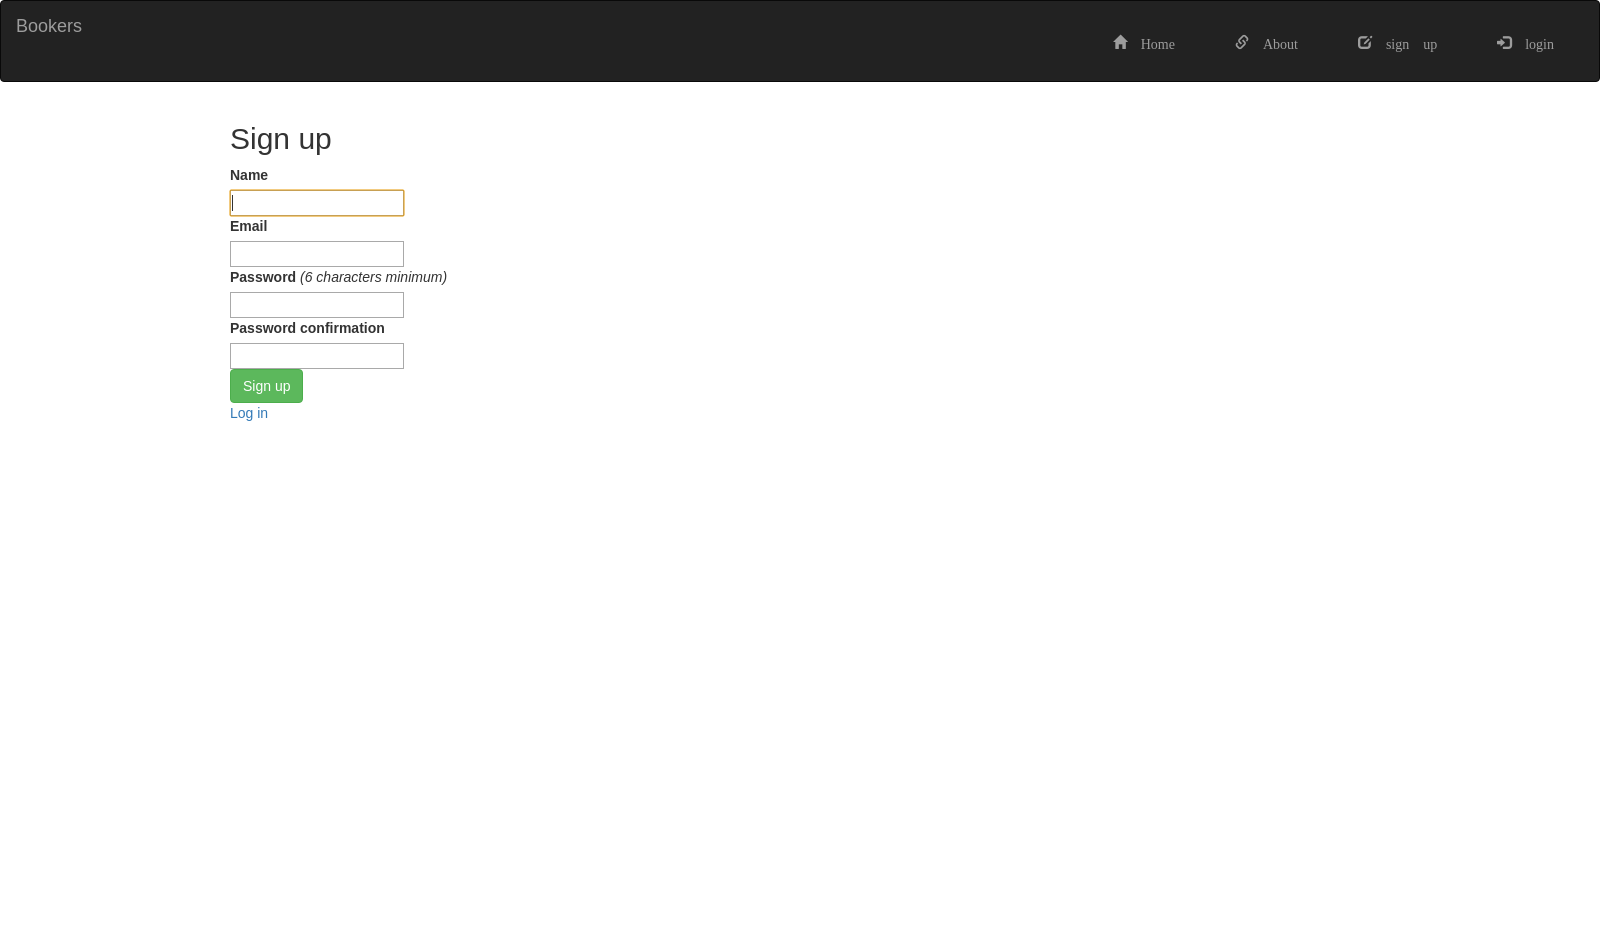 Bookers
Home About sign up login
Sign up
Name
Email
Password (6 characters minimum)
Password confirmation
Sign up
Log in